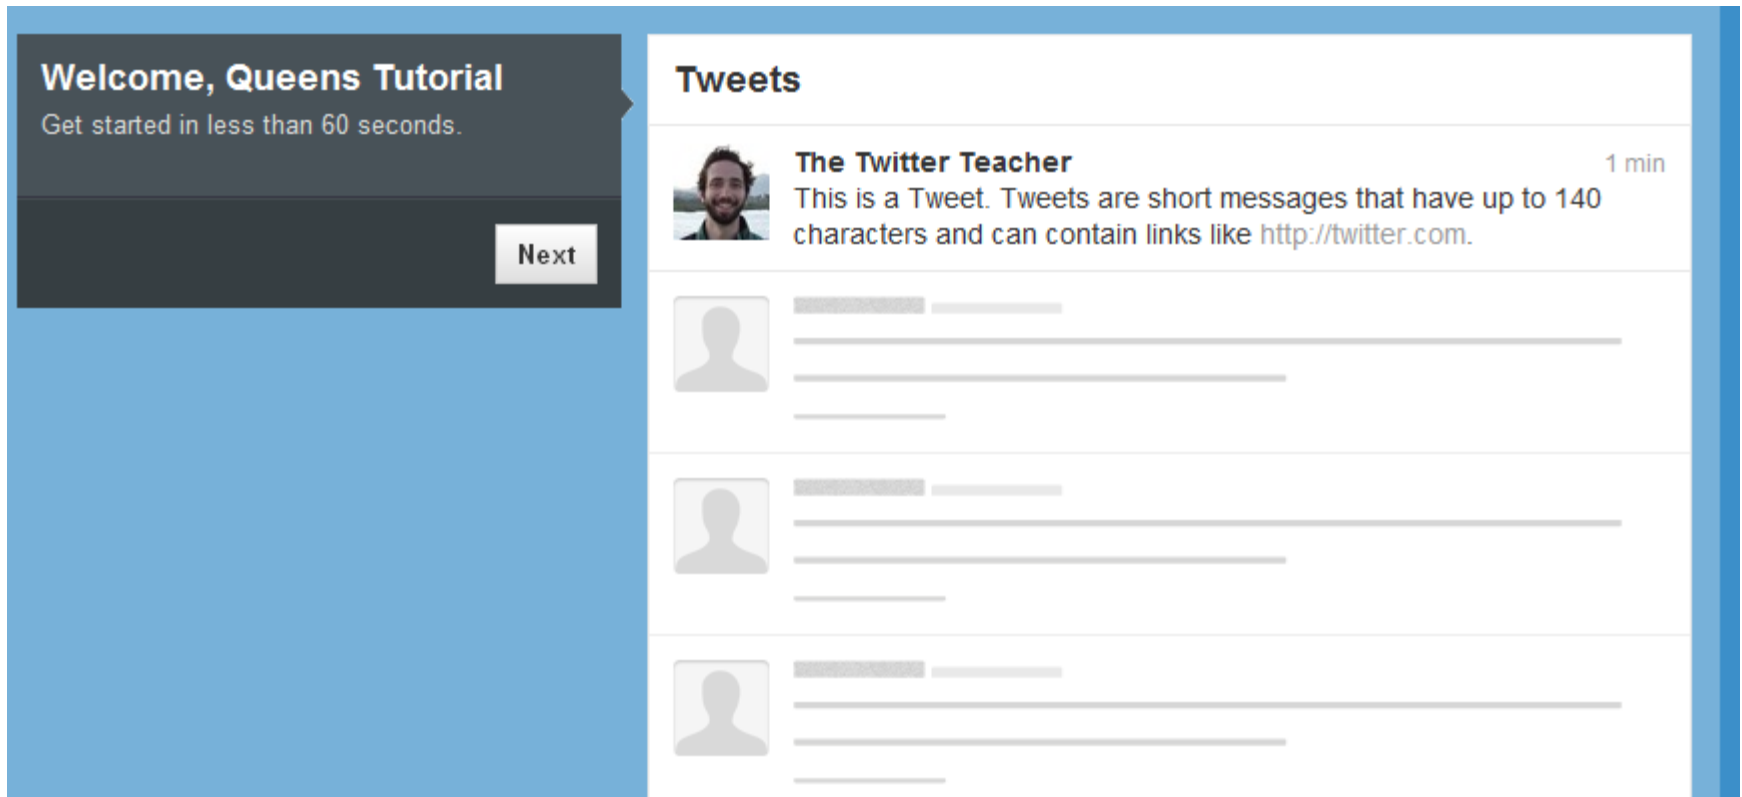 Welcome, Queens Tutorial
Get started in less than 60 seconds.
Next
Tweets
The Twitter Teacher 1 min
This is a Tweet. Tweets are short messages that have up to 140
characters and can contain links like http://twitter.com.